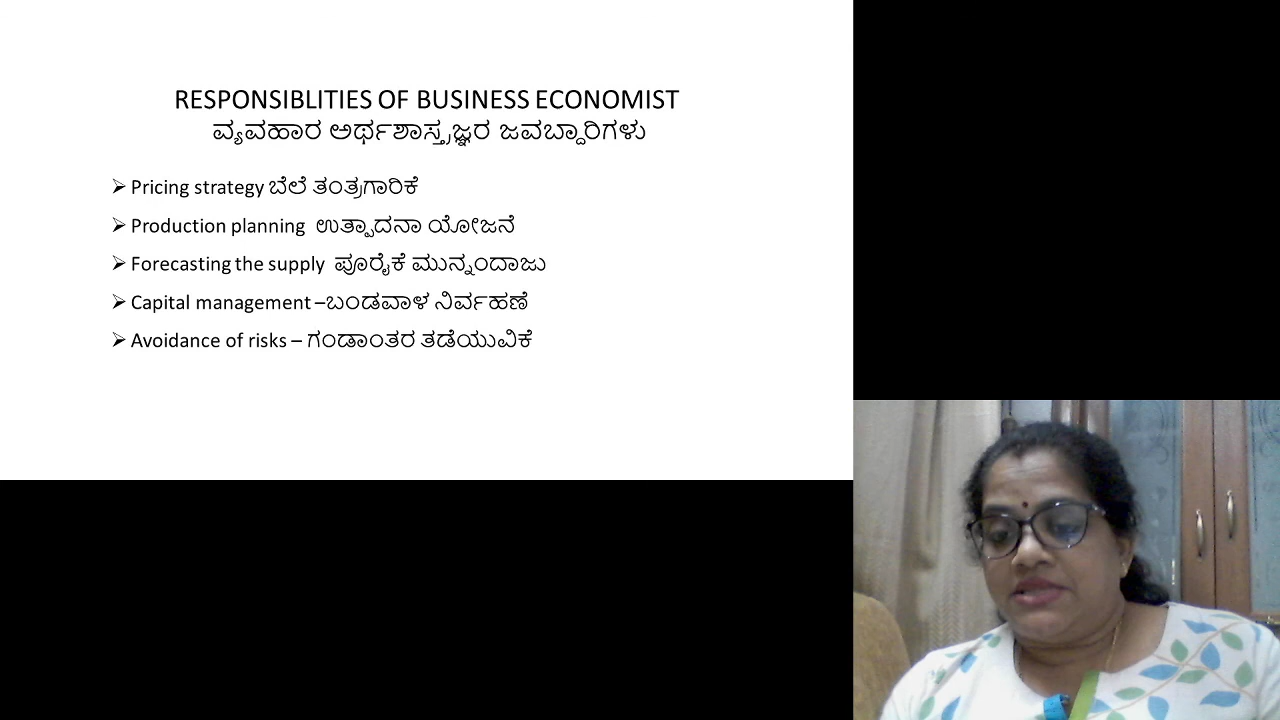 RESPONSIBLITIES OF BUSINESS ECONOMIST
ವ್ಯವಹಾರ ಅರ್ಥಶಾಸ್ತ್ರಜ್ಞರ ಜವಬ್ದಾರಿಗಳು
➢ Pricing strategy ಬೆಲೆ ತಂತ್ರಗಾರಿಕೆ
➢ Production planning ಉತ್ಪಾದನಾ ಯೋಜನೆ
➢ Forecasting the supply ಪೂರೈಕೆ ಮುನ್ನಂದಾಜು
➢ Capital management –ಬಂಡವಾಳ ನಿರ್ವಹಣೆ
➢ Avoidance of risks – ಗಂಡಾಂತರ ತಡೆಯುವಿಕೆ